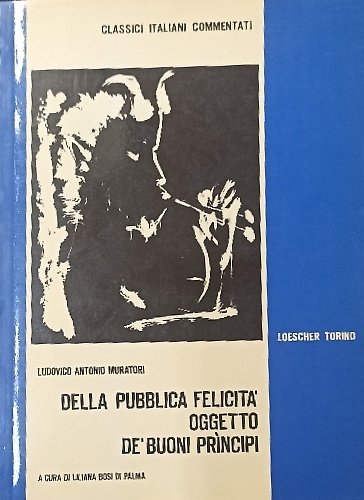 CLASSICI ITALIANI COMMENTATI
LOESCHER TORINO
LUDOVICO ANTONIO MURATORI
DELLA PUBBLICA FELICITA'
OGGETTO
DE' BUONI PRÌNCIPI
A CURA DI LILIANA BOSI DI PALMA